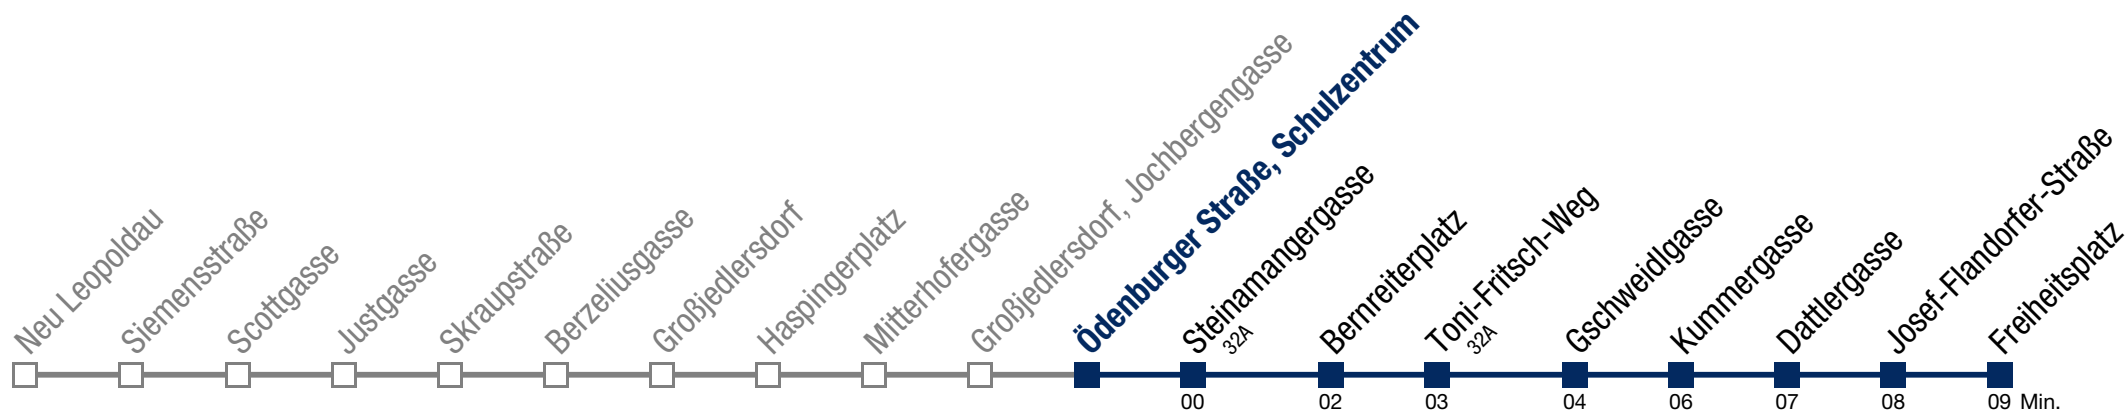 Neu Leopoldau
Siemensstraße
Scottgasse
Justgasse
Skraupstraße
Berzeliusgasse
Großjedlersdorf
Haspingerplatz
Mitterhofergasse
Großjedlersdorf, Jochbergengasse
Ödenburger Straße, Schulzentrum
Steinamangergasse
32A
Bernreiterplatz
Toni-Fritsch-Weg
32A
Gschweidlgasse
Kummergasse
Dattlergasse
Josef-Flandorfer-Straße
Freiheitsplatz
00 02 03 04 06 07 08 09 Min.